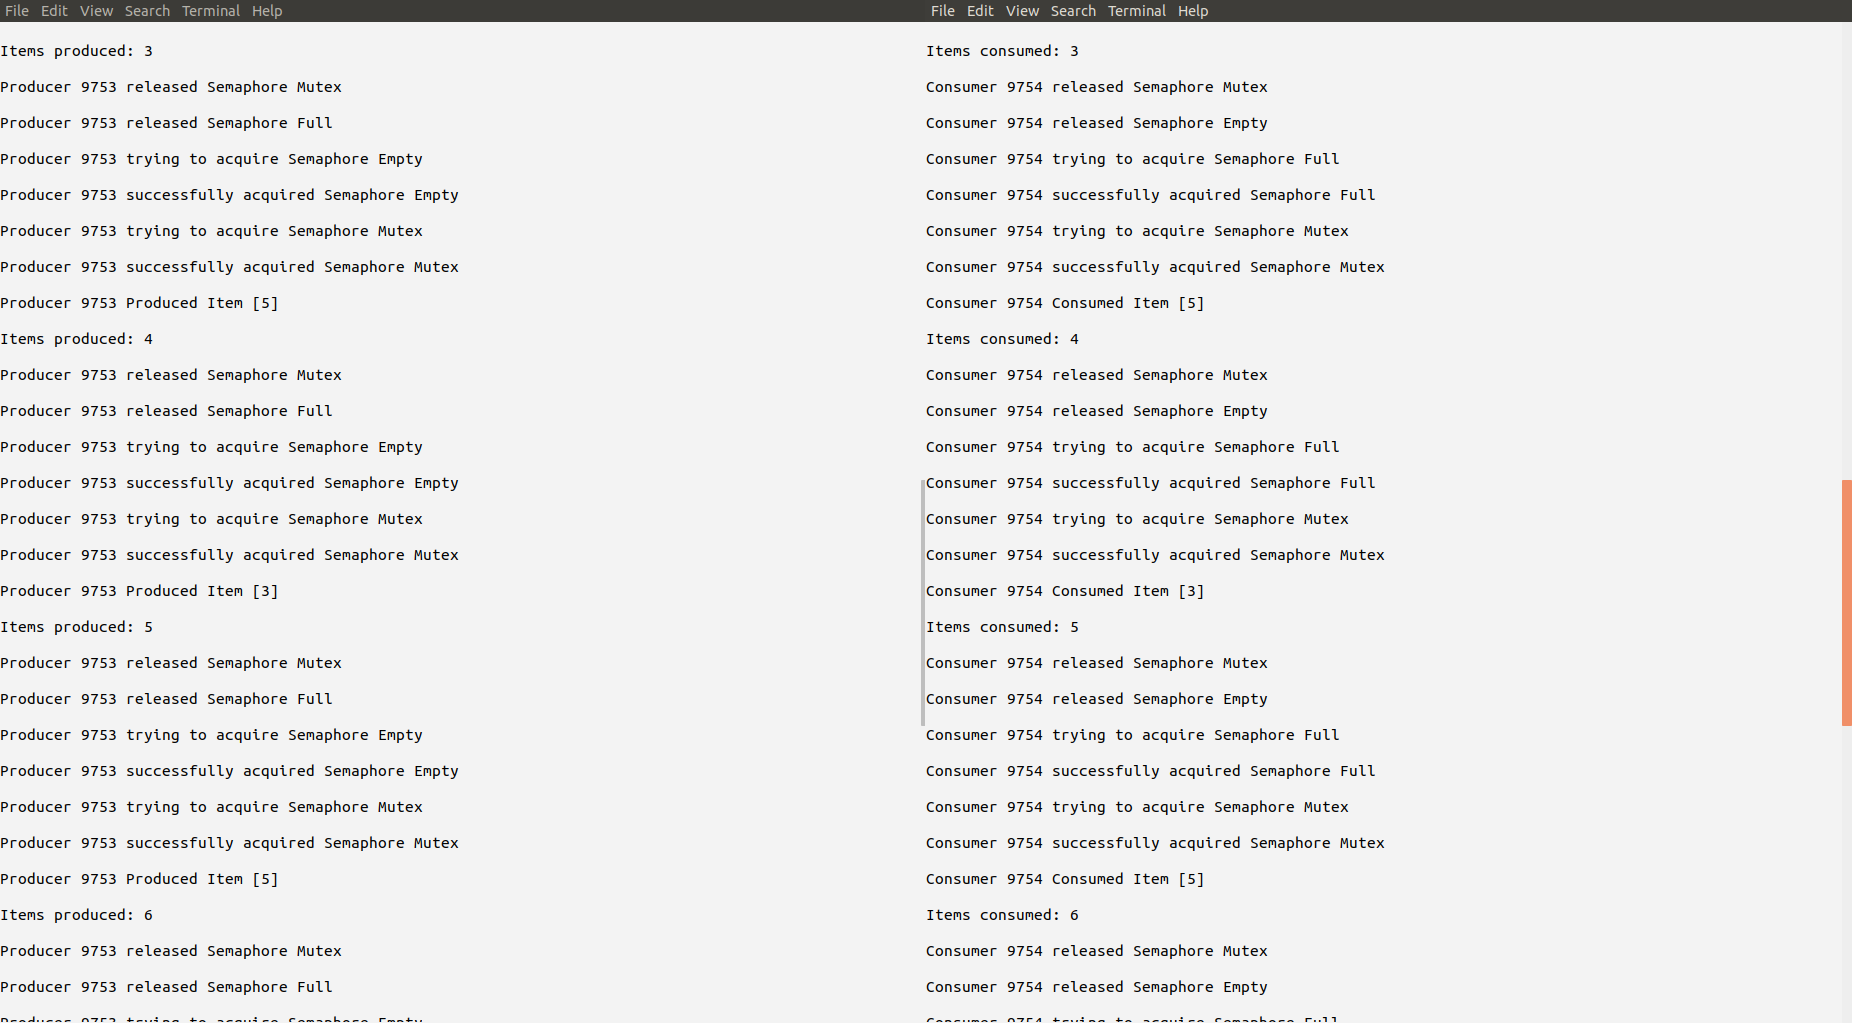 File Edit View Search Terminal Help
Items produced: 3
Producer 9753 released Semaphore Mutex
Producer 9753 released Semaphore Full
Producer 9753 trying to acquire Semaphore Empty
Producer 9753 successfully acquired Semaphore Empty
Producer 9753 trying to acquire Semaphore Mutex
Producer 9753 successfully acquired Semaphore Mutex
Producer 9753 Produced Item [5]
Items produced: 4
Producer 9753 released Semaphore Mutex
Producer 9753 released Semaphore Full
Producer 9753 trying to acquire Semaphore Empty
Producer 9753 successfully acquired Semaphore Empty
Producer 9753 trying to acquire Semaphore Mutex
Producer 9753 successfully acquired Semaphore Mutex
Producer 9753 Produced Item [3]
Items produced: 5
Producer 9753 released Semaphore Mutex
Producer 9753 released Semaphore Full
Producer 9753 trying to acquire Semaphore Empty
Producer 9753 successfully acquired Semaphore Empty
Producer 9753 trying to acquire Semaphore Mutex
Producer 9753 successfully acquired Semaphore Mutex
Producer 9753 Produced Item [5]
Items produced: 6
Producer 9753 released Semaphore Mutex
Producer 9753 released Semaphore Full
Producer 9753 trying to acquire Semaphore Empty
File Edit View Search Terminal Help
Items consumed: 3
Consumer 9754 released Semaphore Mutex
Consumer 9754 released Semaphore Empty
Consumer 9754 trying to acquire Semaphore Full
Consumer 9754 successfully acquired Semaphore Full
Consumer 9754 trying to acquire Semaphore Mutex
Consumer 9754 successfully acquired Semaphore Mutex
Consumer 9754 Consumed Item [5]
Items consumed: 4
Consumer 9754 released Semaphore Mutex
Consumer 9754 released Semaphore Empty
Consumer 9754 trying to acquire Semaphore Full
Consumer 9754 successfully acquired Semaphore Full
Consumer 9754 trying to acquire Semaphore Mutex
Consumer 9754 successfully acquired Semaphore Mutex
Consumer 9754 Consumed Item [3]
Items consumed: 5
Consumer 9754 released Semaphore Mutex
Consumer 9754 released Semaphore Empty
Consumer 9754 trying to acquire Semaphore Full
Consumer 9754 successfully acquired Semaphore Full
Consumer 9754 trying to acquire Semaphore Mutex
Consumer 9754 successfully acquired Semaphore Mutex
Consumer 9754 Consumed Item [5]
Items consumed: 6
Consumer 9754 released Semaphore Mutex
Consumer 9754 released Semaphore Empty
Consumer 9754 trying to acquire Semaphore Full